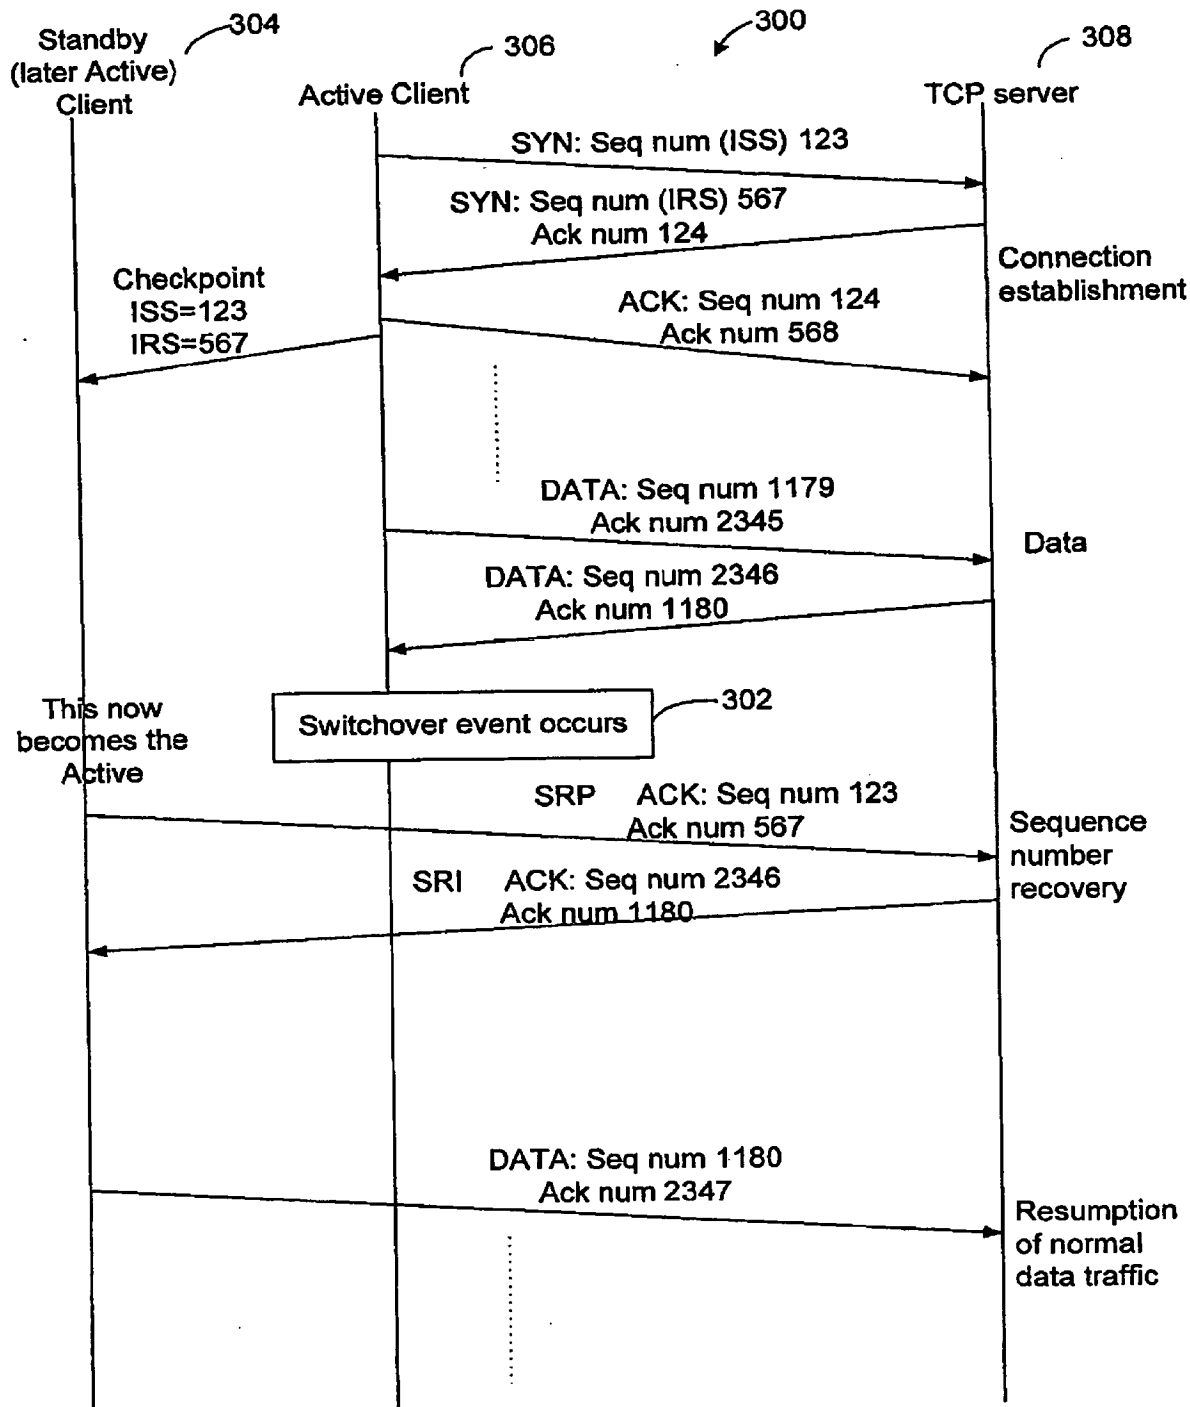 304
300
308
306
Standby
(later Active)
Client
Active Client
TCP server
SYN: Seq num (ISS) 123
SYN: Seq num (IRS) 567
Ack num 124
Connection
establishment
Checkpoint
ISS=123
IRS=567
ACK: Seq num 124
Ack num 568
DATA: Seq num 1179
Ack num 2345
Data
DATA: Seq num 2346
Ack num 1180
This now
becomes the
Active
Switchover event occurs
302
SRP ACK: Seq num 123
Ack num 567
Sequence
number
recovery
SRI ACK: Seq num 2346
Ack num 1180
DATA: Seq num 1180
Ack num 2347
Resumption
of normal
data traffic